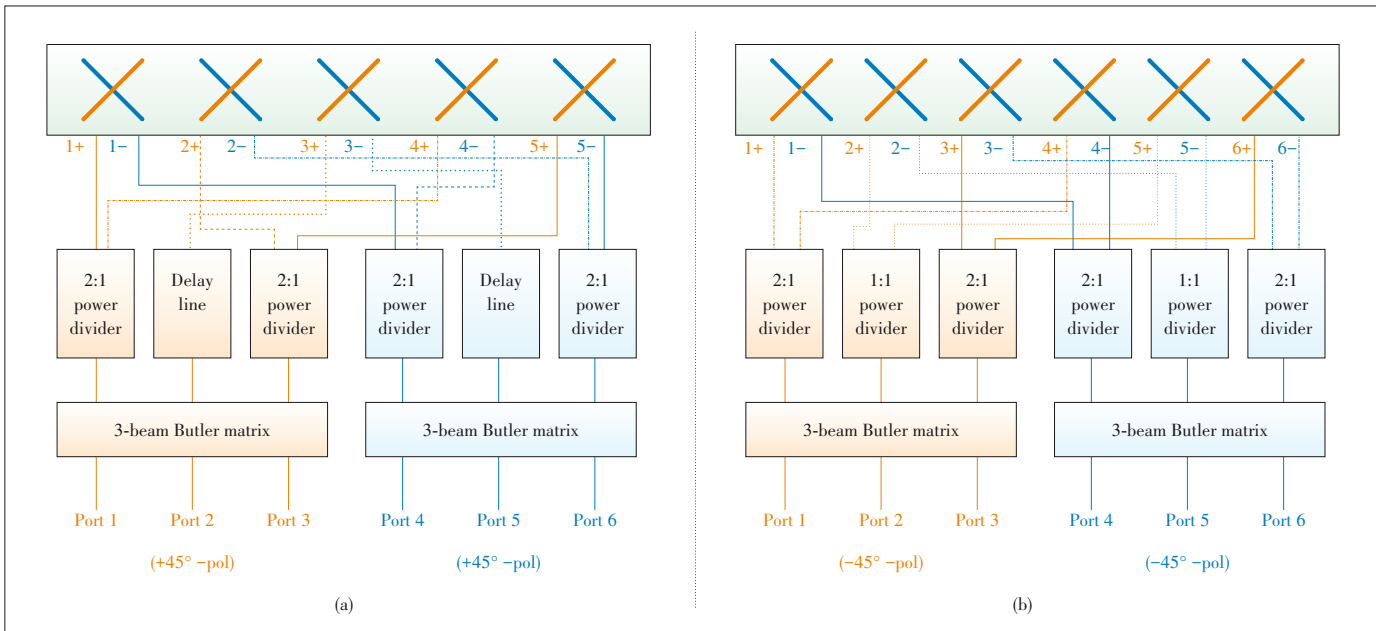 1+ 1− 2+ 2− 3+ 3− 4+ 4− 5+ 5−
2:1 power divider
Delay line
2:1 power divider
2:1 power divider
Delay line
2:1 power divider
3-beam Butler matrix
3-beam Butler matrix
Port 1 Port 2 Port 3 Port 4 Port 5 Port 6
(+45° −pol) (+45° −pol)
(a)
1+ 1− 2+ 2− 3+ 3− 4+ 4− 5+ 5− 6+ 6−
2:1 power divider
1:1 power divider
2:1 power divider
2:1 power divider
1:1 power divider
2:1 power divider
3-beam Butler matrix
3-beam Butler matrix
Port 1 Port 2 Port 3 Port 4 Port 5 Port 6
(−45° −pol) (−45° −pol)
(b)